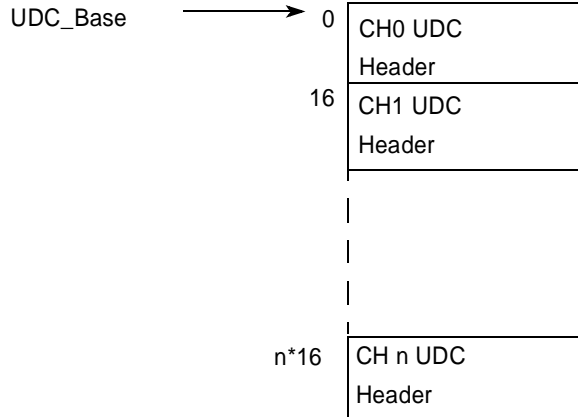 UDC_Base
0
CH0 UDC
Header
16
CH1 UDC
Header
n*16
CH n UDC
Header